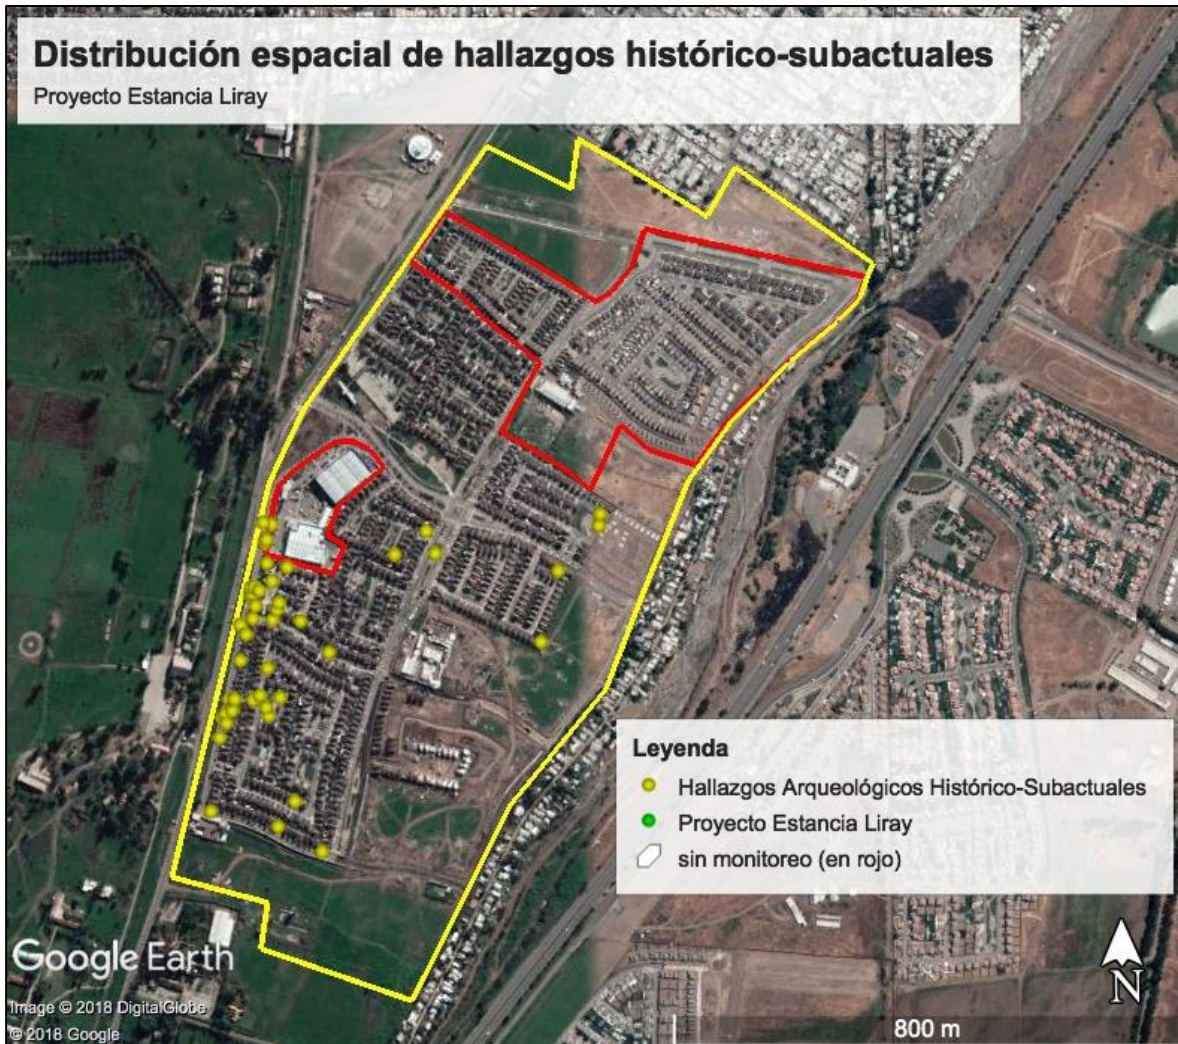 Distribución espacial de hallazgos histórico-subactuales
Proyecto Estancia Liray
Leyenda
Hallazgos Arqueológicos Histórico-Subactuales
Proyecto Estancia Liray
sin monitoreo (en rojo)
Google Earth
N
Image © 2018 DigitalGlobe
© 2018 Google
800 m